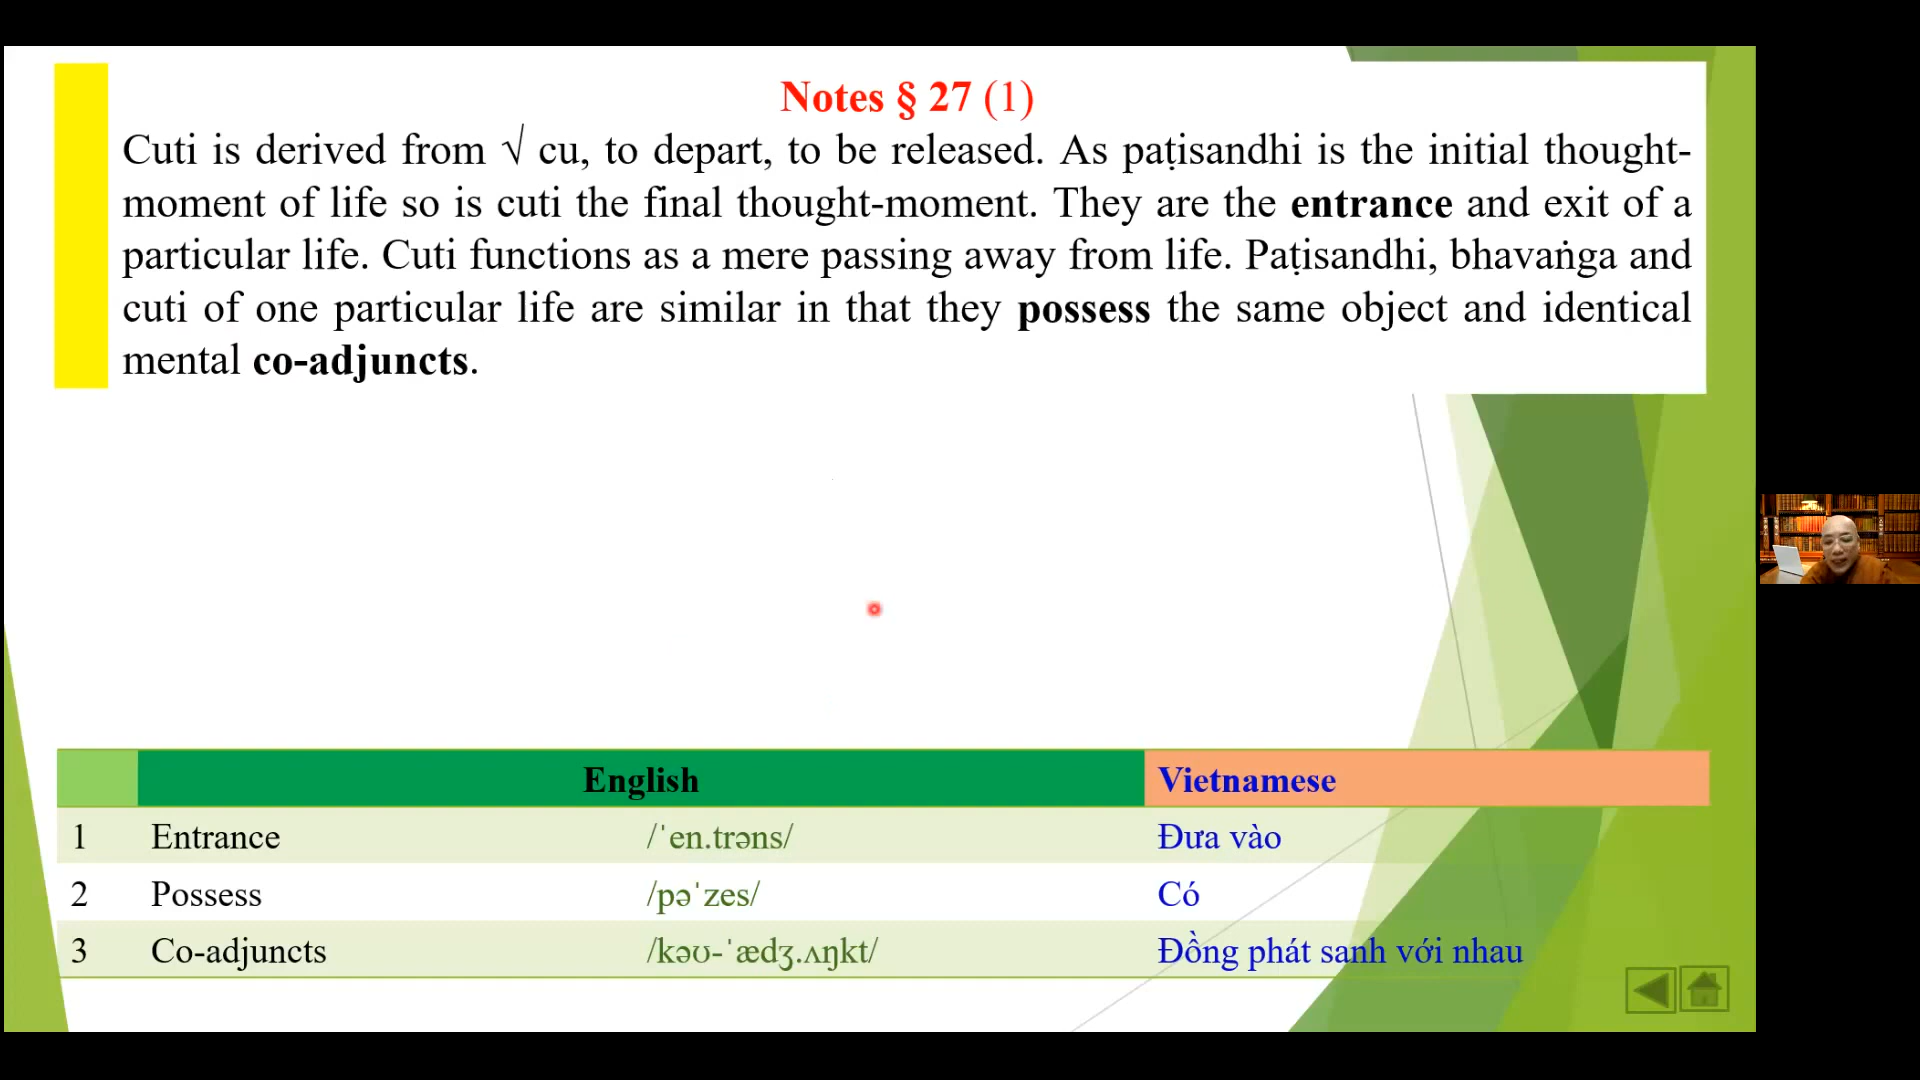 Notes § 27 (1)
Cuti is derived from √ cu, to depart, to be released. As paṭisandhi is the initial thought-
moment of life so is cuti the final thought-moment. They are the entrance and exit of a
particular life. Cuti functions as a mere passing away from life. Paṭisandhi, bhavaṅga and
cuti of one particular life are similar in that they possess the same object and identical
mental co-adjuncts.
English Vietnamese
1 Entrance /ˈen.trəns/ Đưa vào
2 Possess /pəˈzes/ Có
3 Co-adjuncts /kəʊ-ˈædʒ.ʌŋkt/ Đồng phát sanh với nhau